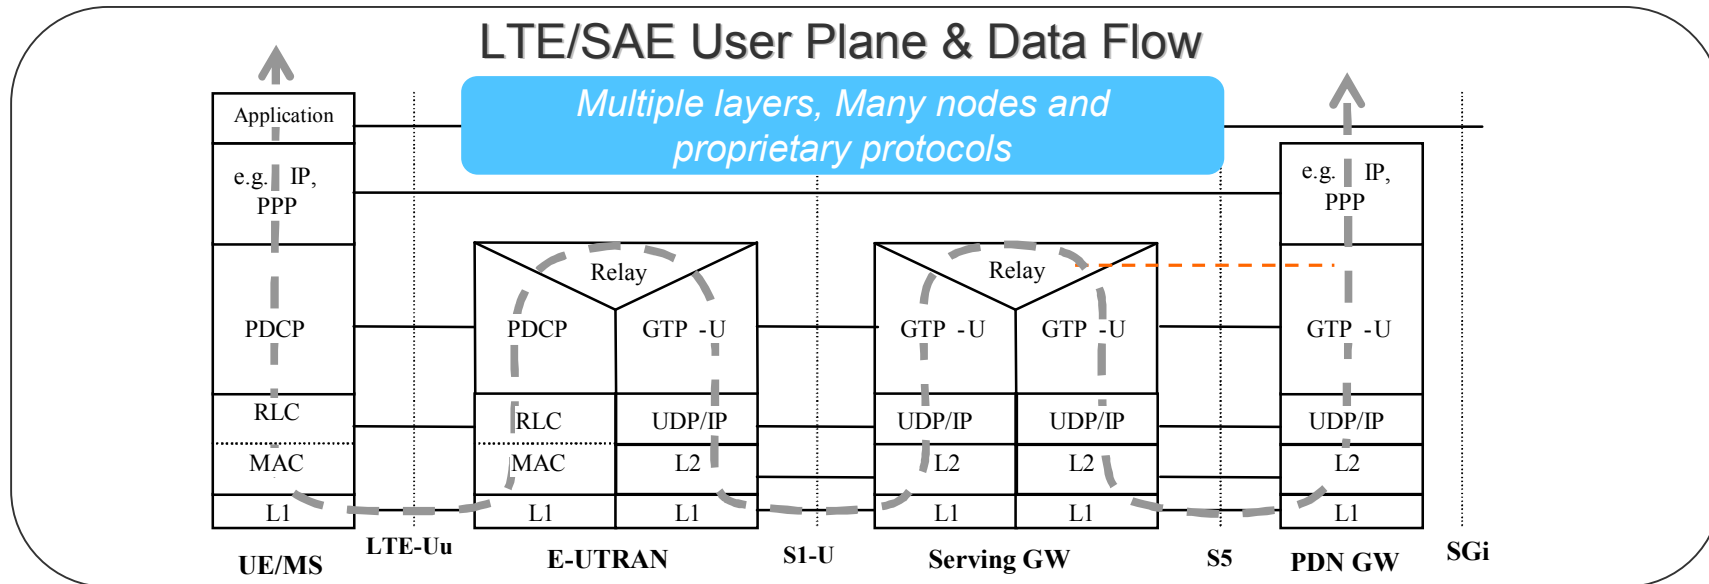 LTE/SAE User Plane & Data Flow
Multiple layers, Many nodes and
proprietary protocols
Application
e.g. IP,
PPP
e.g. IP,
PPP
Relay
Relay
PDCP
PDCP
GTP -U
GTP -U
GTP -U
GTP -U
RLC
RLC
UDP/IP
UDP/IP
UDP/IP
UDP/IP
MAC
MAC
L2
L2
L2
L2
L1
L1
L1
L1
L1
L1
UE/MS
LTE-Uu
E-UTRAN
S1-U
Serving GW
S5
PDN GW
SGi